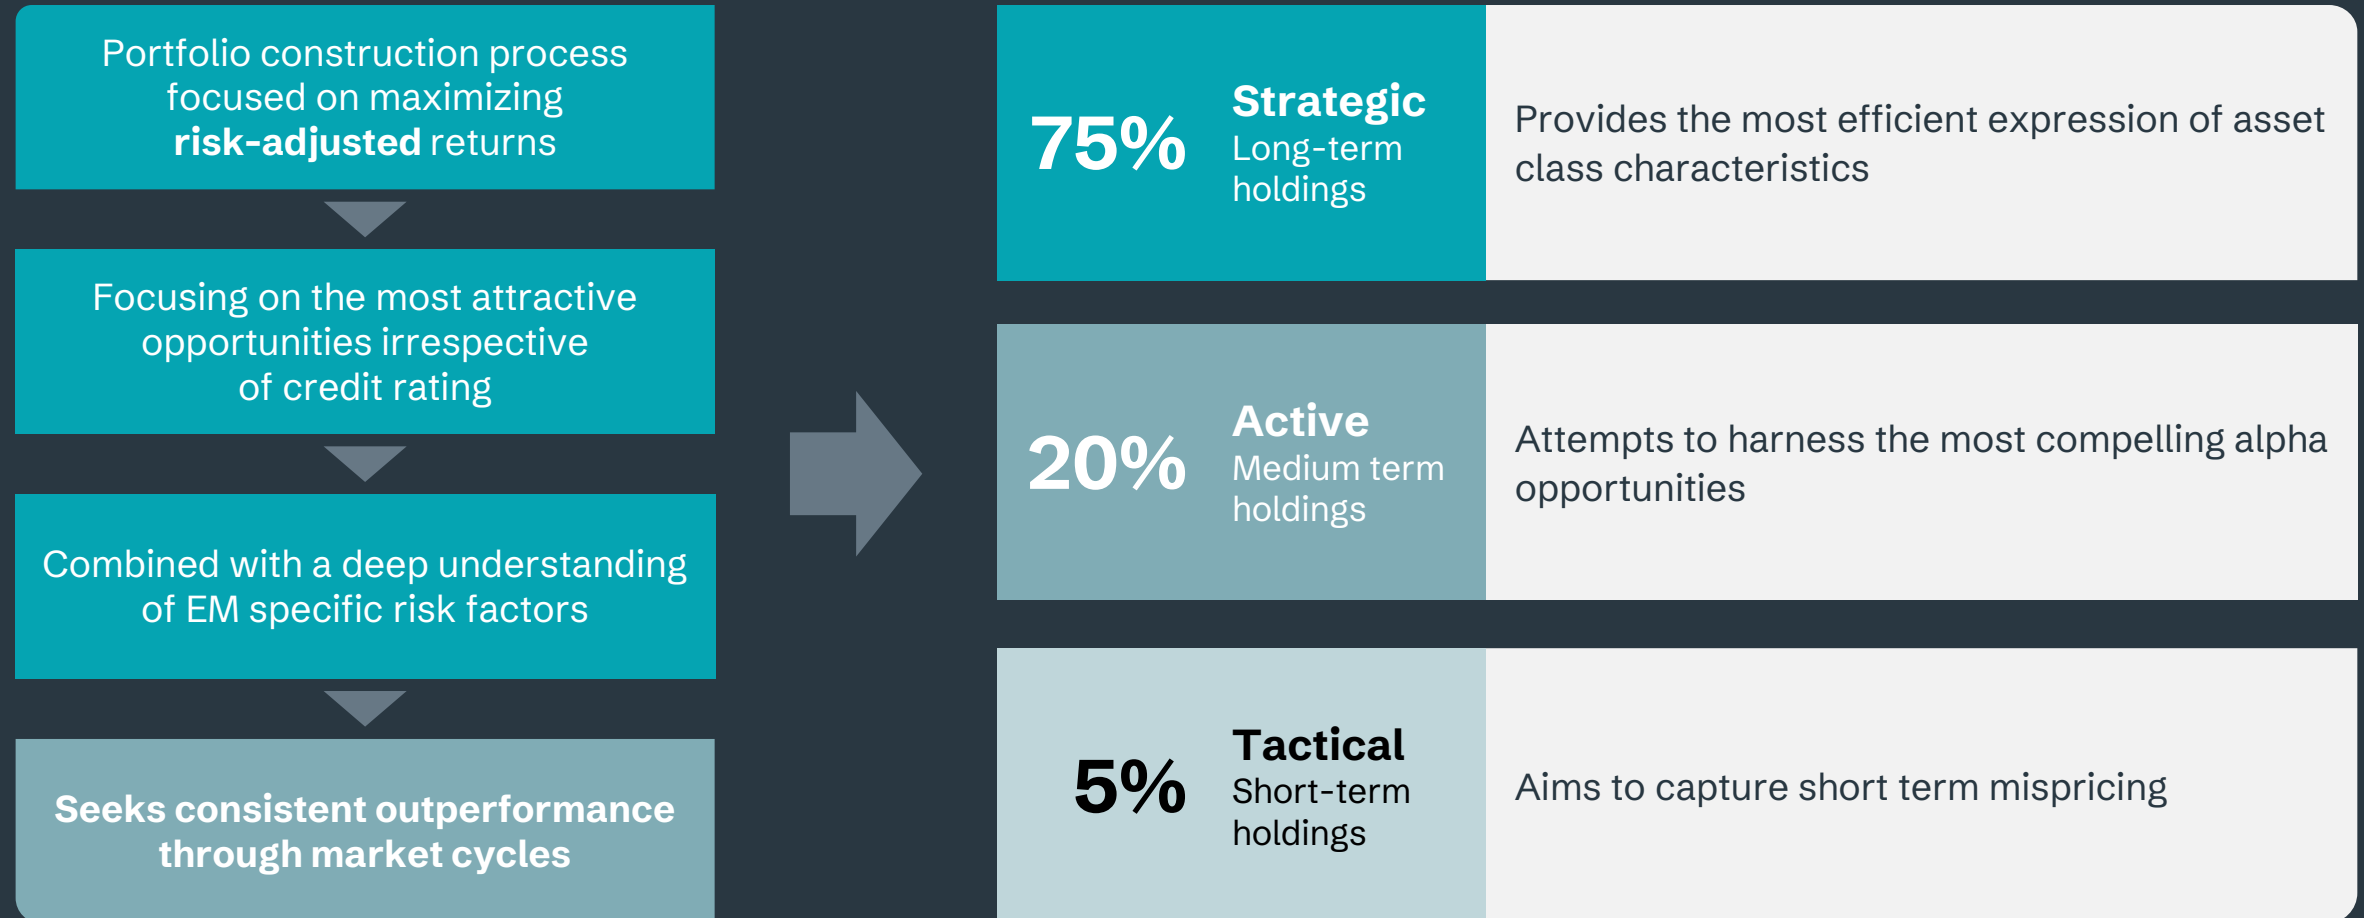 Portfolio construction process
focused on maximizing
risk-adjusted returns
Focusing on the most attractive
opportunities irrespective
of credit rating
Combined with a deep understanding
of EM specific risk factors
Seeks consistent outperformance
through market cycles
75%
Strategic
Long-term
holdings
Provides the most efficient expression of asset
class characteristics
20%
Active
Medium term
holdings
Attempts to harness the most compelling alpha
opportunities
5%
Tactical
Short-term
holdings
Aims to capture short term mispricing